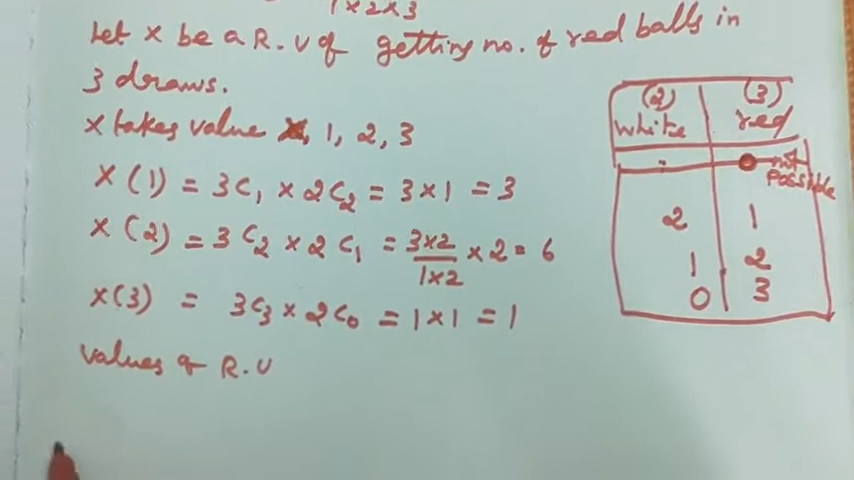 1×2×3
Let x be a R.V of getting no. of red balls in
3 draws.
x takes value 1, 2, 3
X(1) = 3C₁ × 2C₂ = 3×1 = 3
X(2) = 3C₂ × 2C₁ = 3×2/1×2 × 2 = 6
X(3) = 3C₃ × 2C₀ = 1×1 = 1
values of R.V
(2) (3)
white red
0 not possible
2 1
1 2
0 3